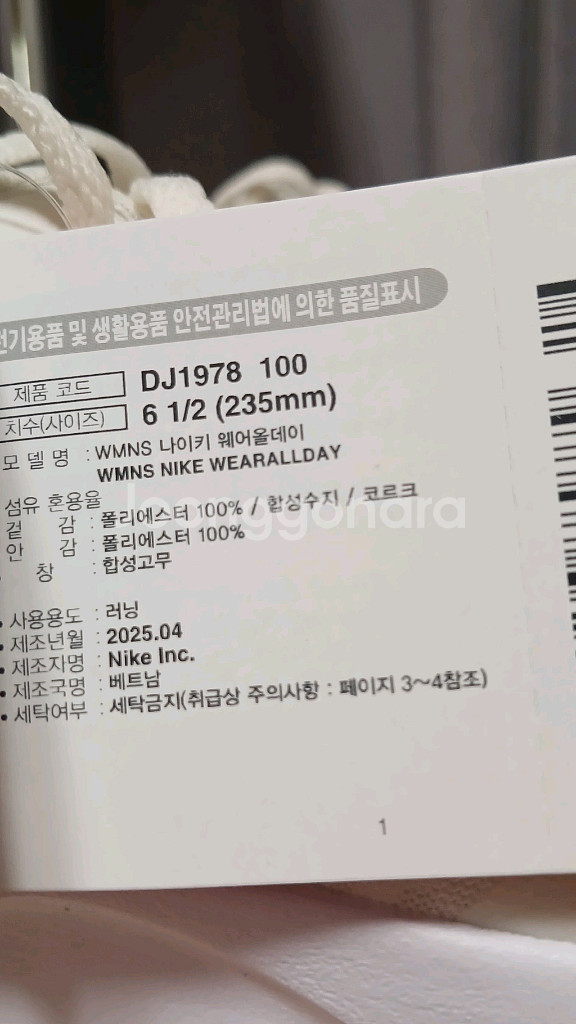 전기용품 및 생활용품 안전관리법에 의한 품질표시
제품 코드 DJ1978 100
치수(사이즈) 6 1/2 (235mm)
모 델 명 : WMNS 나이키 웨어올데이
WMNS NIKE WEARALLDAY
섬유 혼용율
겉 감 : 폴리에스터 100% / 합성수지 / 코르크
안 감 : 폴리에스터 100%
창 : 합성고무
• 사용용도 : 러닝
• 제조년월 : 2025.04
• 제조자명 : Nike Inc.
• 제조국명 : 베트남
• 세탁여부 : 세탁금지(취급상 주의사항 : 페이지 3~4참조)
1
joonggonara